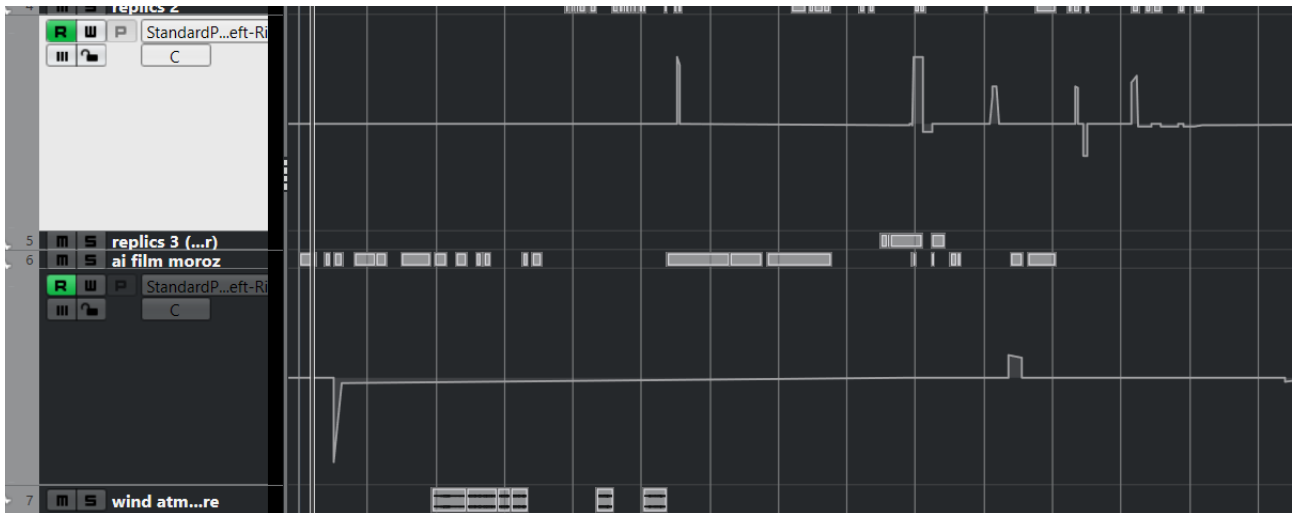 4 m S replics 2
R W P StandardP...eft-Ri
C
5 m S replics 3 (...r)
6 m S ai film moroz
R W P StandardP...eft-Ri
C
7 m S wind atm...re